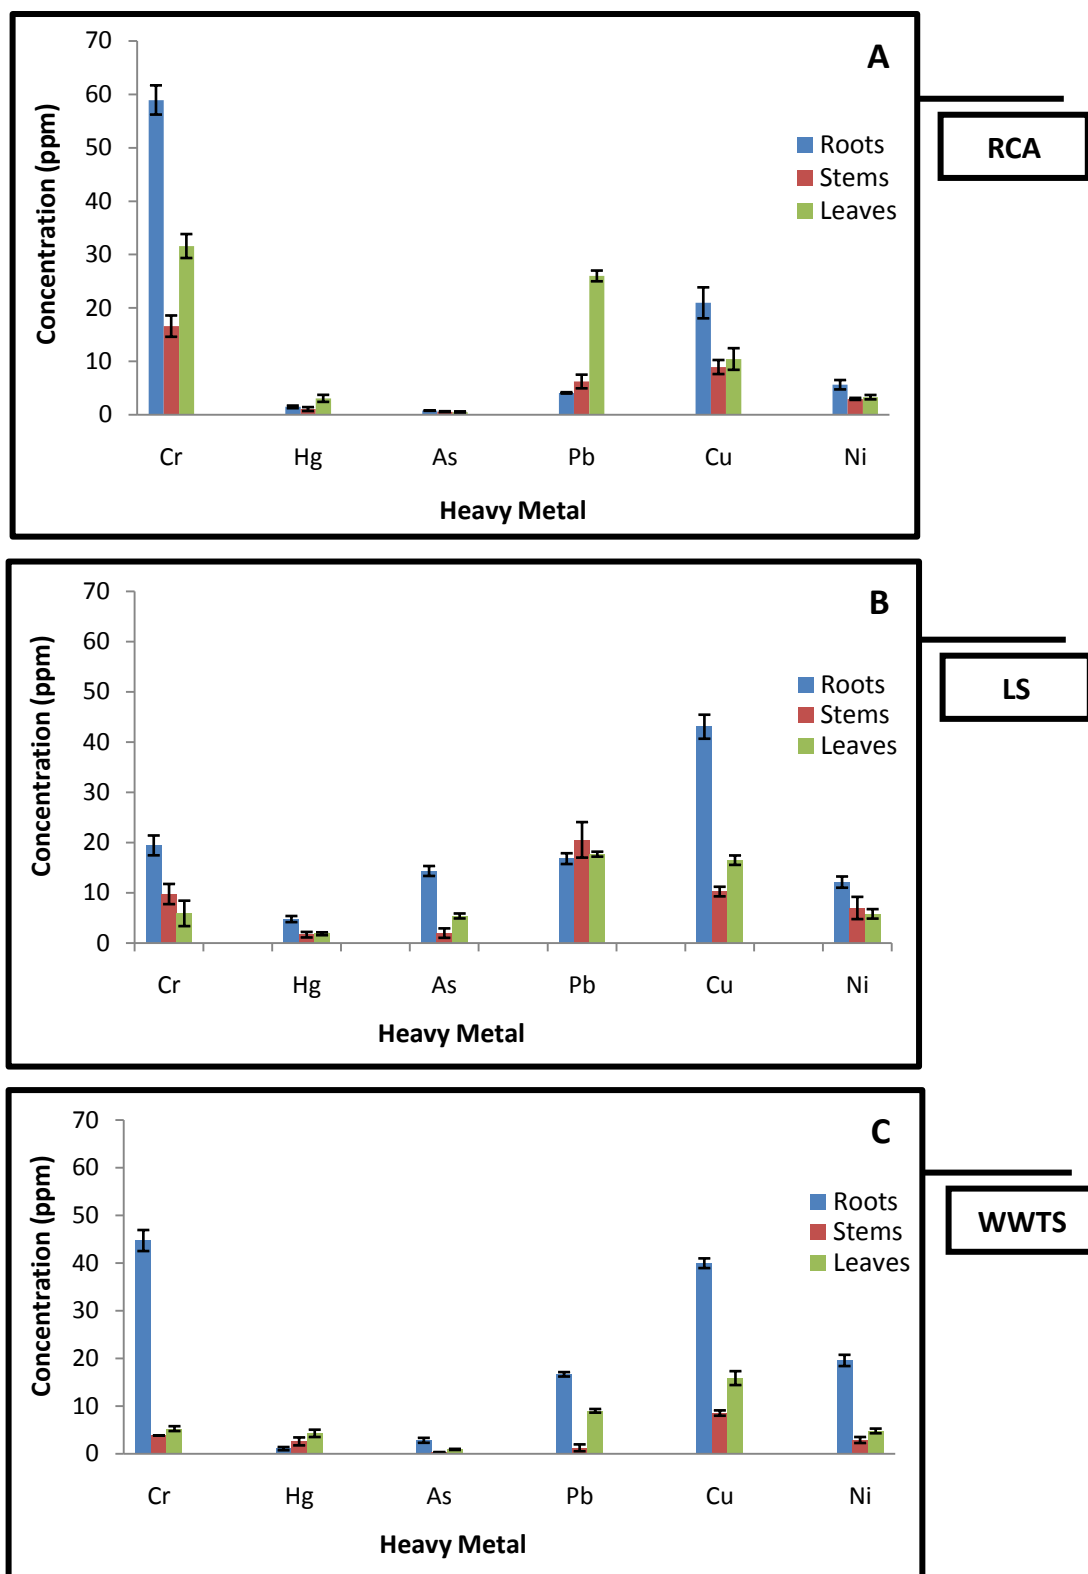 A
RCA
Concentration (ppm)
70
60
50
40
30
20
10
0
Roots
Stems
Leaves
Cr Hg As Pb Cu Ni
Heavy Metal
B
LS
Concentration (ppm)
70
60
50
40
30
20
10
0
Roots
Stems
Leaves
Cr Hg As Pb Cu Ni
Heavy Metal
C
WWTS
Concentration (ppm)
70
60
50
40
30
20
10
0
Roots
Stems
Leaves
Cr Hg As Pb Cu Ni
Heavy Metal